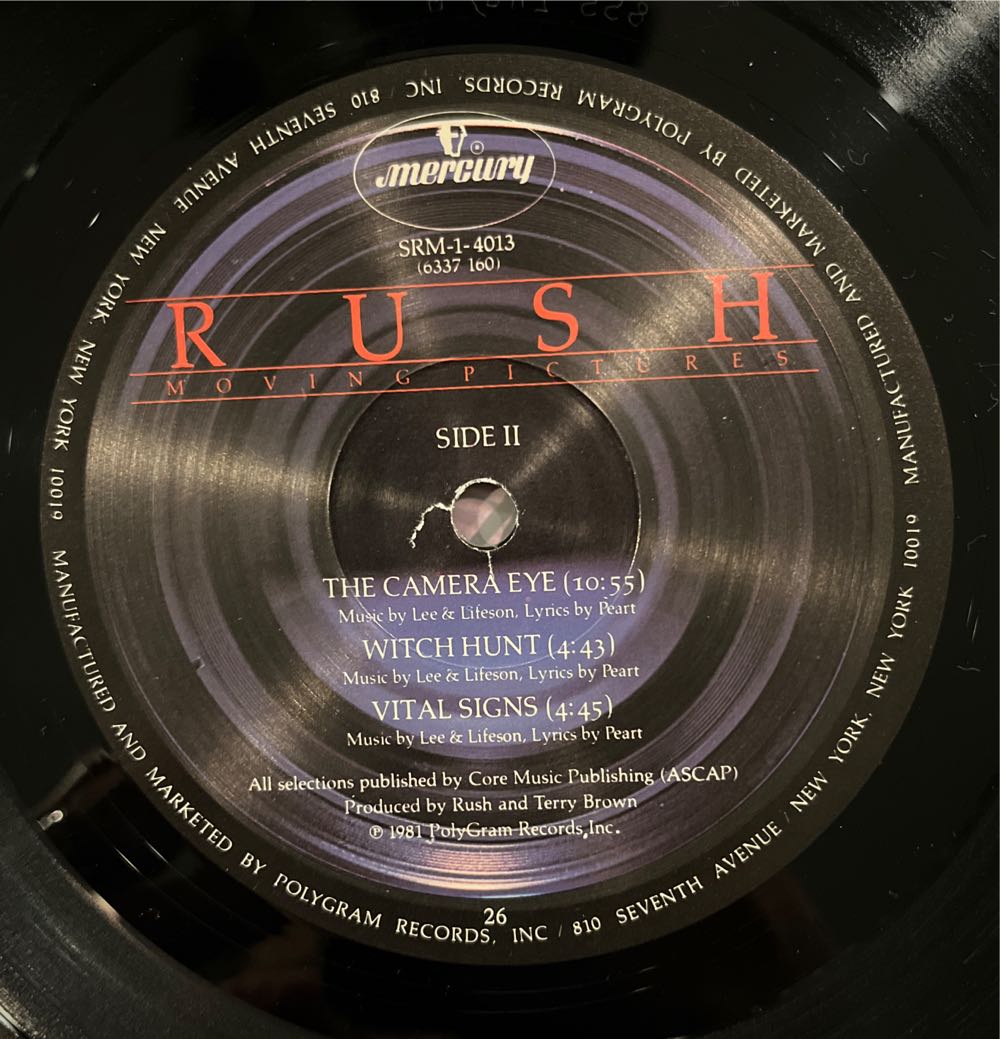 mercury ®
SRM-1-4013
(6337 160)
RUSH
MOVING PICTURES
SIDE II
THE CAMERA EYE (10:55)
Music by Lee & Lifeson, Lyrics by Peart
WITCH HUNT (4:43)
Music by Lee & Lifeson, Lyrics by Peart
VITAL SIGNS (4:45)
Music by Lee & Lifeson, Lyrics by Peart
All selections published by Core Music Publishing (ASCAP)
Produced by Rush and Terry Brown
℗ 1981 PolyGram Records, Inc.
26
MANUFACTURED AND MARKETED BY POLYGRAM RECORDS, INC / 810 SEVENTH AVENUE / NEW YORK, NEW YORK 10019
MANUFACTURED AND MARKETED BY POLYGRAM RECORDS, INC / 810 SEVENTH AVENUE NEW YORK, NEW YORK 10019